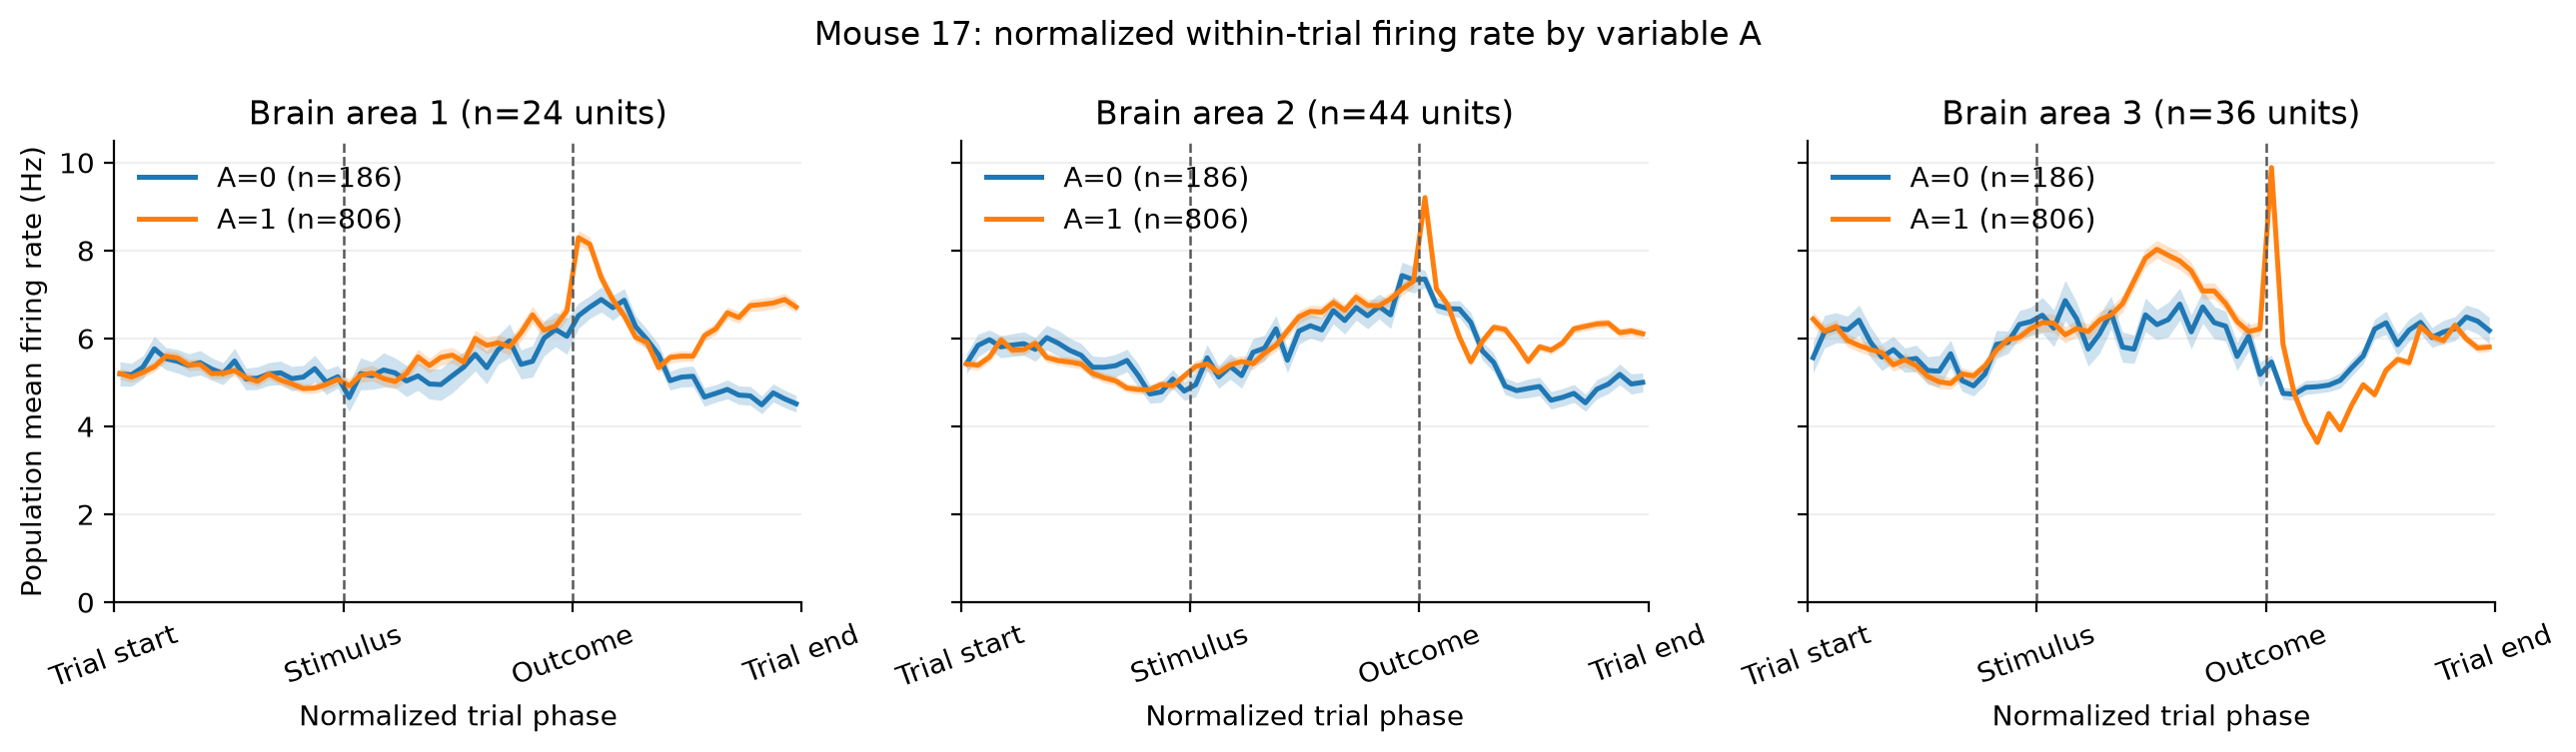 Mouse 17: normalized within-trial firing rate by variable A
Brain area 1 (n=24 units)
Population mean firing rate (Hz)
10
8
6
4
2
0
A=0 (n=186)
A=1 (n=806)
Trial start
Stimulus
Outcome
Trial end
Normalized trial phase
Brain area 2 (n=44 units)
A=0 (n=186)
A=1 (n=806)
Trial start
Stimulus
Outcome
Trial end
Normalized trial phase
Brain area 3 (n=36 units)
A=0 (n=186)
A=1 (n=806)
Trial start
Stimulus
Outcome
Trial end
Normalized trial phase